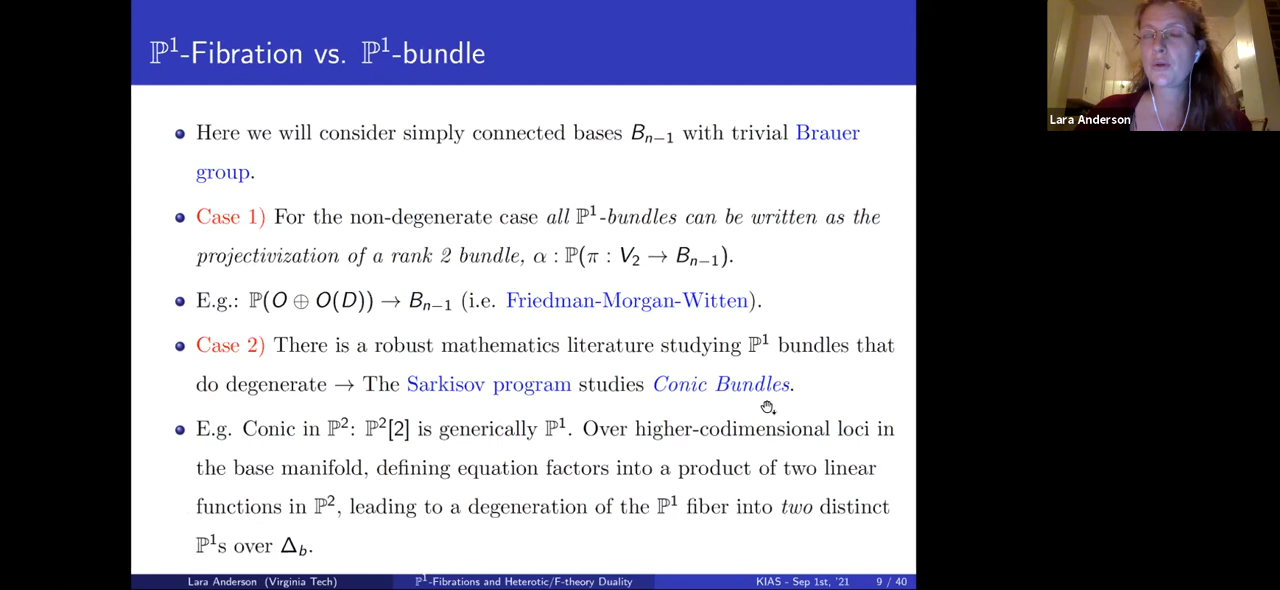 ℙ¹-Fibration vs. ℙ¹-bundle
Here we will consider simply connected bases Bₙ₋₁ with trivial Brauer
group.
Case 1) For the non-degenerate case all ℙ¹-bundles can be written as the
projectivization of a rank 2 bundle, α : ℙ(π : V₂ → Bₙ₋₁).
E.g.: ℙ(O ⊕ O(D)) → Bₙ₋₁ (i.e. Friedman-Morgan-Witten).
Case 2) There is a robust mathematics literature studying ℙ¹ bundles that
do degenerate → The Sarkisov program studies Conic Bundles.
E.g. Conic in ℙ²: ℙ²[2] is generically ℙ¹. Over higher-codimensional loci in
the base manifold, defining equation factors into a product of two linear
functions in ℙ², leading to a degeneration of the ℙ¹ fiber into two distinct
ℙ¹s over Δ_b.
Lara Anderson (Virginia Tech) ℙ¹-Fibrations and Heterotic/F-theory Duality KIAS - Sep 1st, '21 9 / 40
Lara Anderson